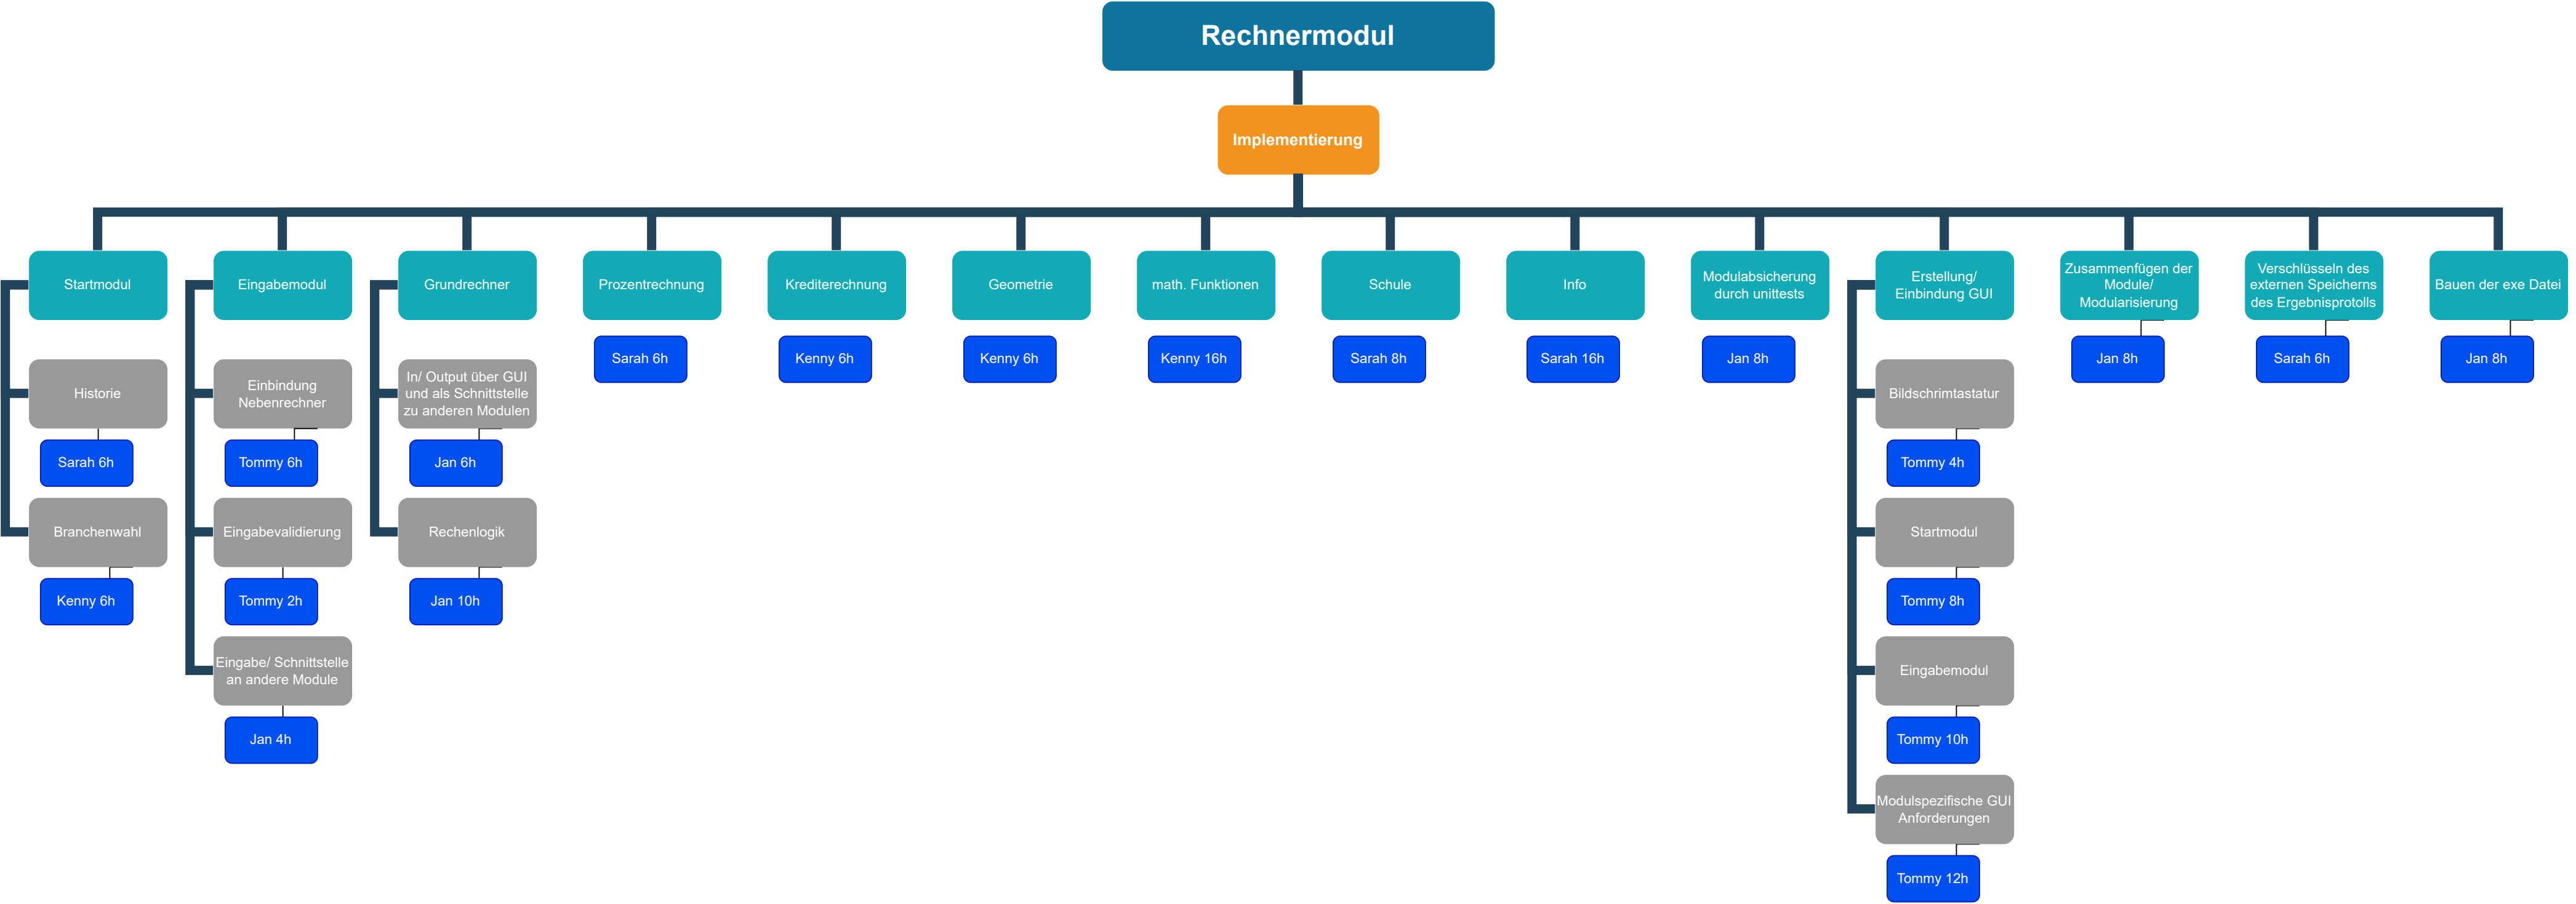 Rechnermodul
Implementierung
Startmodul
Historie
Sarah 6h
Branchenwahl
Kenny 6h
Eingabemodul
Einbindung
Nebenrechner
Tommy 6h
Eingabevalidierung
Tommy 2h
Eingabe/ Schnittstelle
an andere Module
Jan 4h
Grundrechner
In/ Output über GUI
und als Schnittstelle
zu anderen Modulen
Jan 6h
Rechenlogik
Jan 10h
Prozentrechnung
Sarah 6h
Krediterechnung
Kenny 6h
Geometrie
Kenny 6h
math. Funktionen
Kenny 16h
Schule
Sarah 8h
Info
Sarah 16h
Modulabsicherung
durch unittests
Jan 8h
Erstellung/
Einbindung GUI
Bildschrimtastatur
Tommy 4h
Startmodul
Tommy 8h
Eingabemodul
Tommy 10h
Modulspezifische GUI
Anforderungen
Tommy 12h
Zusammenfügen der
Module/
Modularisierung
Jan 8h
Verschlüsseln des
externen Speicherns
des Ergebnisprotolls
Sarah 6h
Bauen der exe Datei
Jan 8h